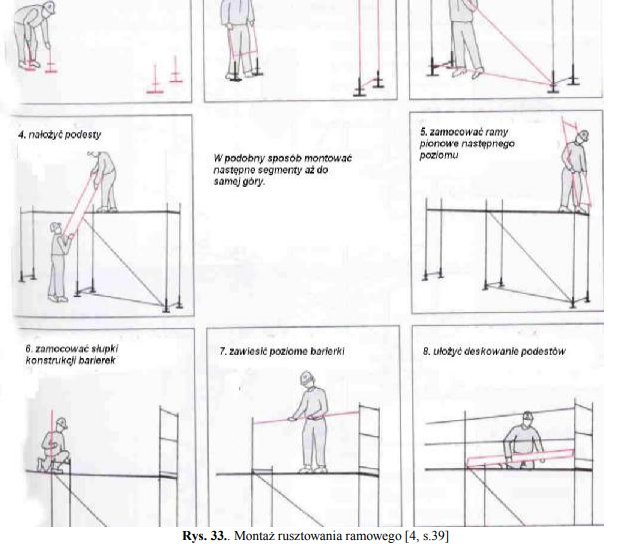 4. nałożyć podesty
W podobny sposób montować
następne segmenty aż do
samej góry.
5. zamocować ramy
pionowe następnego
poziomu
6. zamocować słupki
konstrukcji barierek
7. zawiesić poziome barierki
8. ułożyć deskowanie podestów
Rys. 33.. Montaż rusztowania ramowego [4, s.39]